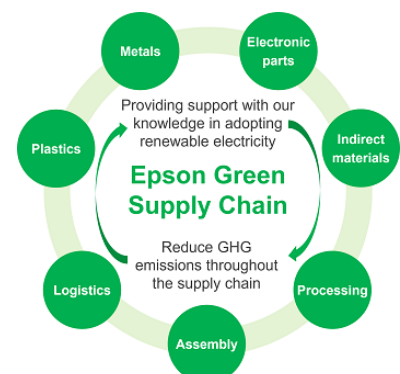 Metals
Electronic
parts
Providing support with our
knowledge in adopting
renewable electricity
Plastics
Indirect
materials
Epson Green
Supply Chain
Reduce GHG
emissions throughout
the supply chain
Logistics
Processing
Assembly